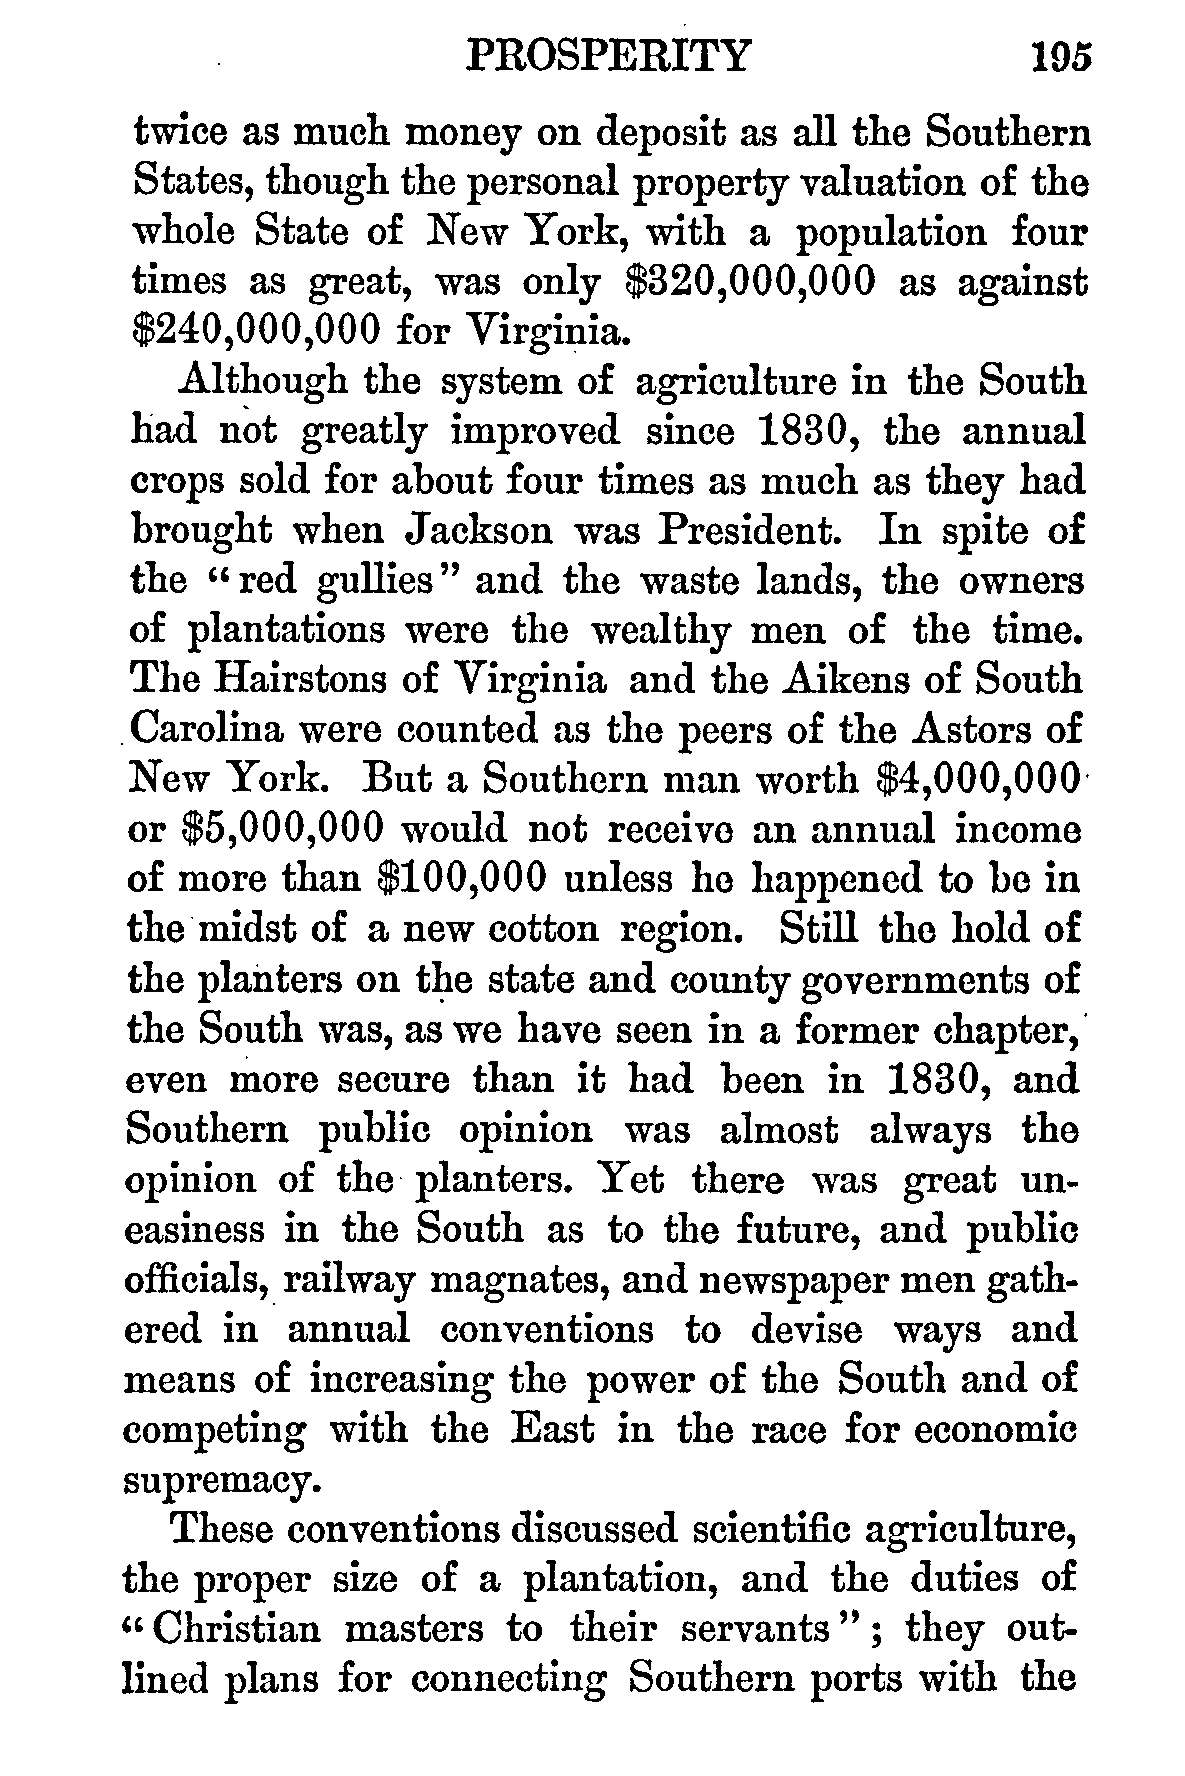 PROSPERITY 195
twice as much money on deposit as all the Southern
States, though the personal property valuation of the
whole State of New York, with a population four
times as great, was only $320,000,000 as against
$240,000,000 for Virginia.
Although the system of agriculture in the South
had not greatly improved since 1830, the annual
crops sold for about four times as much as they had
brought when Jackson was President. In spite of
the “red gullies” and the waste lands, the owners
of plantations were the wealthy men of the time.
The Hairstons of Virginia and the Aikens of South
Carolina were counted as the peers of the Astors of
New York. But a Southern man worth $4,000,000
or $5,000,000 would not receive an annual income
of more than $100,000 unless he happened to be in
the midst of a new cotton region. Still the hold of
the planters on the state and county governments of
the South was, as we have seen in a former chapter,
even more secure than it had been in 1830, and
Southern public opinion was almost always the
opinion of the planters. Yet there was great un-
easiness in the South as to the future, and public
officials, railway magnates, and newspaper men gath-
ered in annual conventions to devise ways and
means of increasing the power of the South and of
competing with the East in the race for economic
supremacy.
These conventions discussed scientific agriculture,
the proper size of a plantation, and the duties of
“Christian masters to their servants”; they out-
lined plans for connecting Southern ports with the